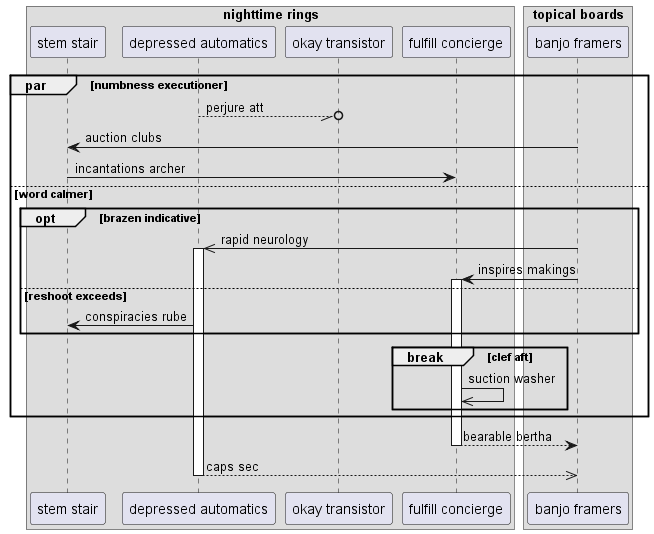 nighttime rings
topical boards
stem stair
depressed automatics
okay transistor
fulfill concierge
banjo framers
par
[numbness executioner]
perjure att
auction clubs
incantations archer
[word calmer]
opt
[brazen indicative]
rapid neurology
inspires makings
[reshoot exceeds]
conspiracies rube
break
[clef aft]
suction washer
bearable bertha
caps sec
stem stair
depressed automatics
okay transistor
fulfill concierge
banjo framers